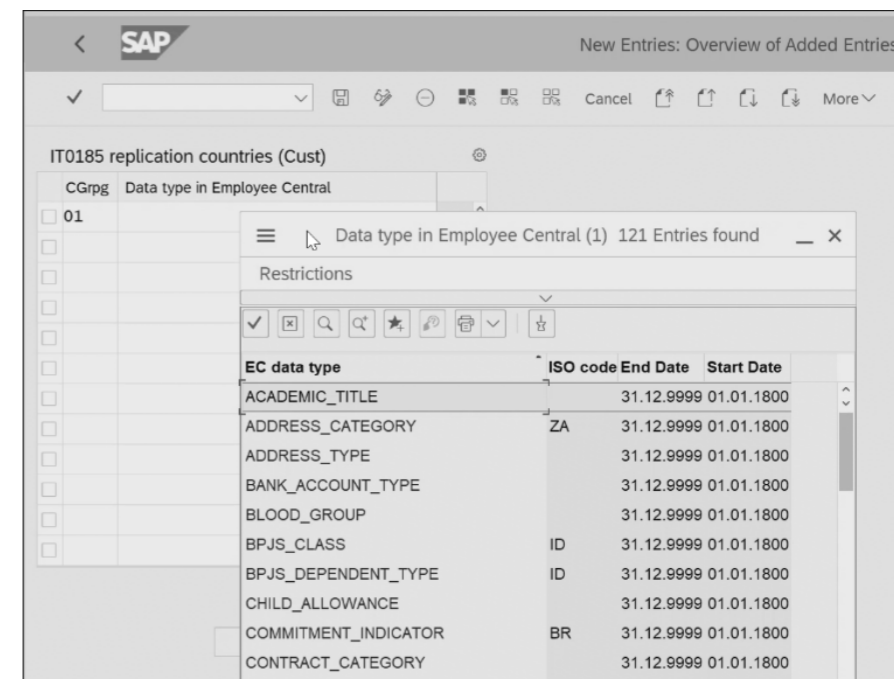 SAP New Entries: Overview of Added Entries
Cancel More
IT0185 replication countries (Cust)
CGrpg Data type in Employee Central
01
Data type in Employee Central (1) 121 Entries found
Restrictions
EC data type ISO code End Date Start Date
ACADEMIC_TITLE 31.12.9999 01.01.1800
ADDRESS_CATEGORY ZA 31.12.9999 01.01.1800
ADDRESS_TYPE 31.12.9999 01.01.1800
BANK_ACCOUNT_TYPE 31.12.9999 01.01.1800
BLOOD_GROUP 31.12.9999 01.01.1800
BPJS_CLASS ID 31.12.9999 01.01.1800
BPJS_DEPENDENT_TYPE ID 31.12.9999 01.01.1800
CHILD_ALLOWANCE 31.12.9999 01.01.1800
COMMITMENT_INDICATOR BR 31.12.9999 01.01.1800
CONTRACT_CATEGORY 31.12.9999 01.01.1800